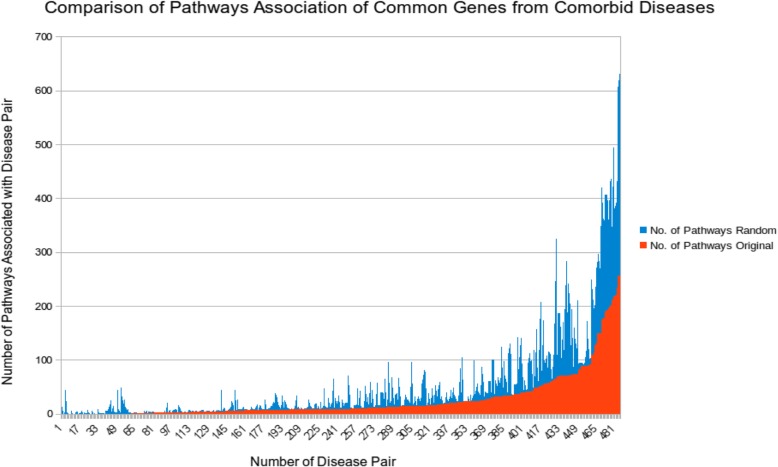 Comparison of Pathways Association of Common Genes from Comorbid Diseases
Number of Pathways Associated with Disease Pair
700
600
500
400
300
200
100
0
1 17 33 49 65 81 97 113 129 145 161 177 193 209 225 241 257 273 289 305 321 337 353 369 385 401 417 433 449 465 481
Number of Disease Pair
No. of Pathways Random
No. of Pathways Original